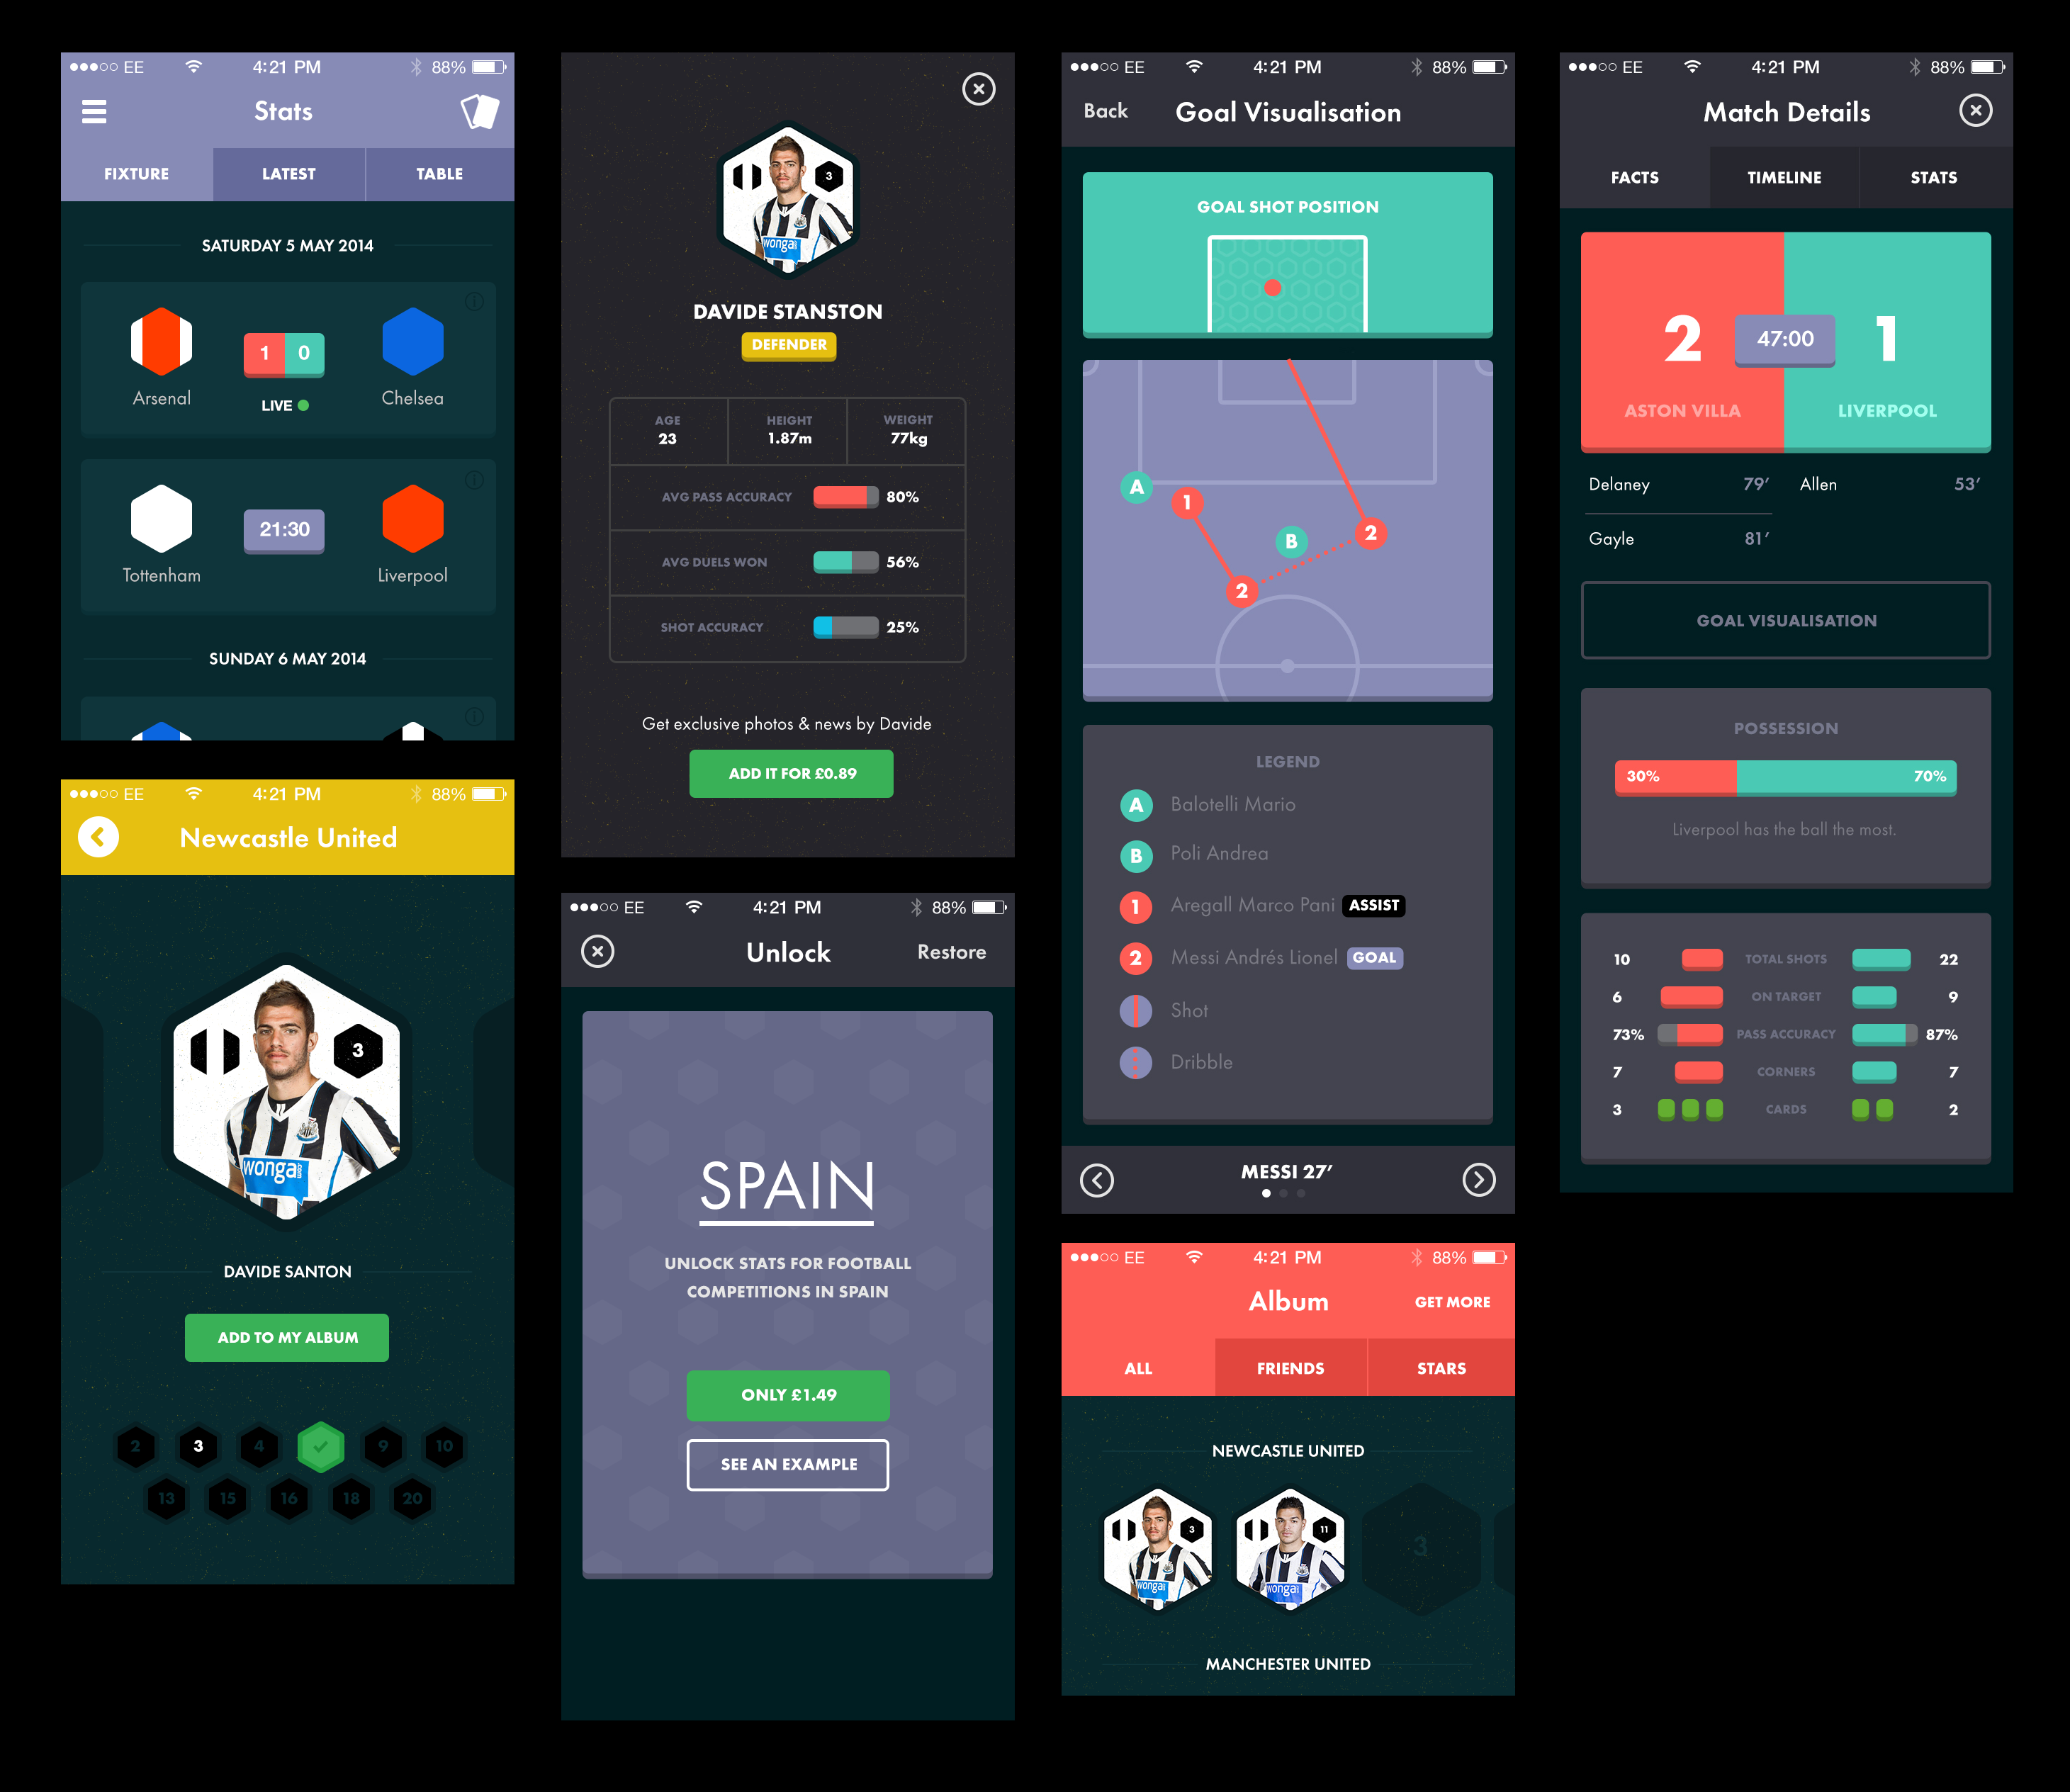 EE 4:21 PM 88%
Stats
FIXTURE LATEST TABLE
SATURDAY 5 MAY 2014
1 0
Arsenal Chelsea
LIVE
21:30
Tottenham Liverpool
SUNDAY 6 MAY 2014
EE 4:21 PM 88%
Newcastle United
3
wonga.com
DAVIDE SANTON
ADD TO MY ALBUM
2 3 4 9 10
13 15 16 18 20
3
wonga
DAVIDE STANSTON
DEFENDER
AGE HEIGHT WEIGHT
23 1.87m 77kg
AVG PASS ACCURACY 80%
AVG DUELS WON 56%
SHOT ACCURACY 25%
Get exclusive photos & news by Davide
ADD IT FOR £0.89
EE 4:21 PM 88%
Unlock Restore
SPAIN
UNLOCK STATS FOR FOOTBALL
COMPETITIONS IN SPAIN
ONLY £1.49
SEE AN EXAMPLE
EE 4:21 PM 88%
Back Goal Visualisation
GOAL SHOT POSITION
A
1
2
B
2
LEGEND
A Balotelli Mario
B Poli Andrea
1 Aregall Marco Pani ASSIST
2 Messi Andrés Lionel GOAL
Shot
Dribble
MESSI 27’
EE 4:21 PM 88%
Album GET MORE
ALL FRIENDS STARS
NEWCASTLE UNITED
3 11 3
wonga wonga
MANCHESTER UNITED
EE 4:21 PM 88%
Match Details
FACTS TIMELINE STATS
2 47:00 1
ASTON VILLA LIVERPOOL
Delaney 79’ Allen 53’
Gayle 81’
GOAL VISUALISATION
POSSESSION
30% 70%
Liverpool has the ball the most.
10 TOTAL SHOTS 22
6 ON TARGET 9
73% PASS ACCURACY 87%
7 CORNERS 7
3 CARDS 2